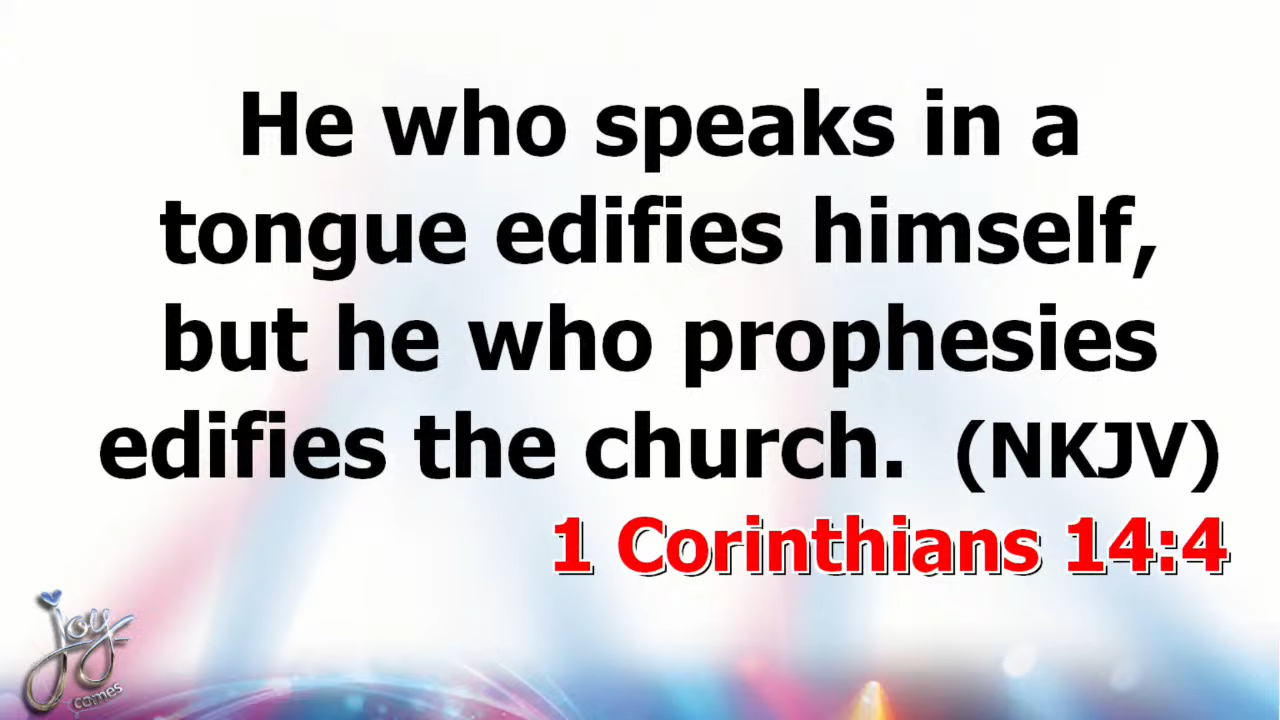 He who speaks in a
tongue edifies himself,
but he who prophesies
edifies the church.  (NKJV)
1 Corinthians 14:4
joy
comes